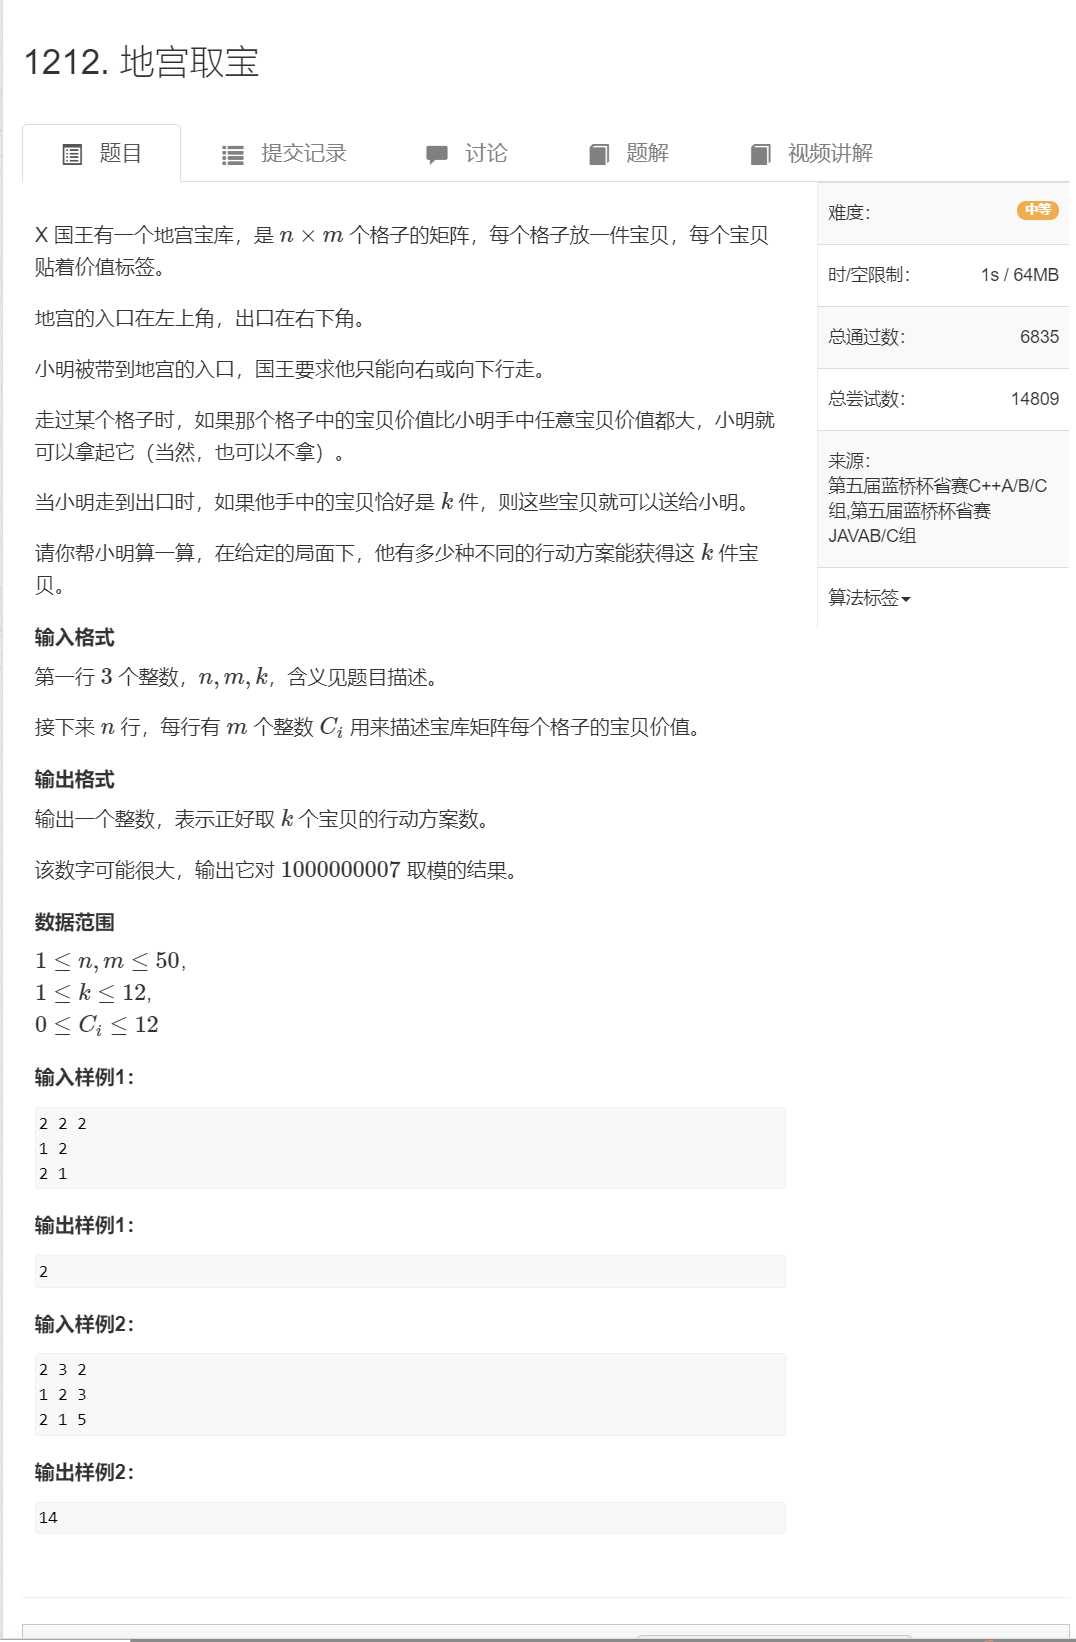 1212. 地宫取宝
题目 提交记录 讨论 题解 视频讲解
X 国王有一个地宫宝库，是 n × m 个格子的矩阵，每个格子放一件宝贝，每个宝贝
贴着价值标签。
地宫的入口在左上角，出口在右下角。
小明被带到地宫的入口，国王要求他只能向右或向下行走。
走过某个格子时，如果那个格子中的宝贝价值比小明手中任意宝贝价值都大，小明就
可以拿起它（当然，也可以不拿）。
当小明走到出口时，如果他手中的宝贝恰好是 k 件，则这些宝贝就可以送给小明。
请你帮小明算一算，在给定的局面下，他有多少种不同的行动方案能获得这 k 件宝
贝。
输入格式
第一行 3 个整数，n, m, k，含义见题目描述。
接下来 n 行，每行有 m 个整数 C_i 用来描述宝库矩阵每个格子的宝贝价值。
输出格式
输出一个整数，表示正好取 k 个宝贝的行动方案数。
该数字可能很大，输出它对 1000000007 取模的结果。
数据范围
1 ≤ n, m ≤ 50,
1 ≤ k ≤ 12,
0 ≤ C_i ≤ 12
输入样例1：
2 2 2
1 2
2 1
输出样例1：
2
输入样例2：
2 3 2
1 2 3
2 1 5
输出样例2：
14
难度： 中等
时/空限制： 1s / 64MB
总通过数： 6835
总尝试数： 14809
来源：
第五届蓝桥杯省赛C++A/B/C
组,第五届蓝桥杯省赛
JAVAB/C组
算法标签